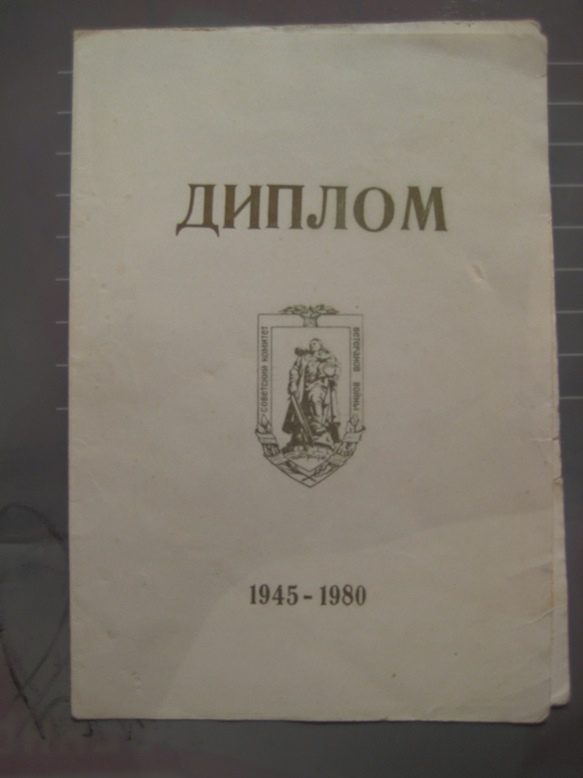 ДИПЛОМ
СОВЕТСКИЙ КОМИТЕТ
ВЕТЕРАНОВ ВОЙНЫ
1945-1980